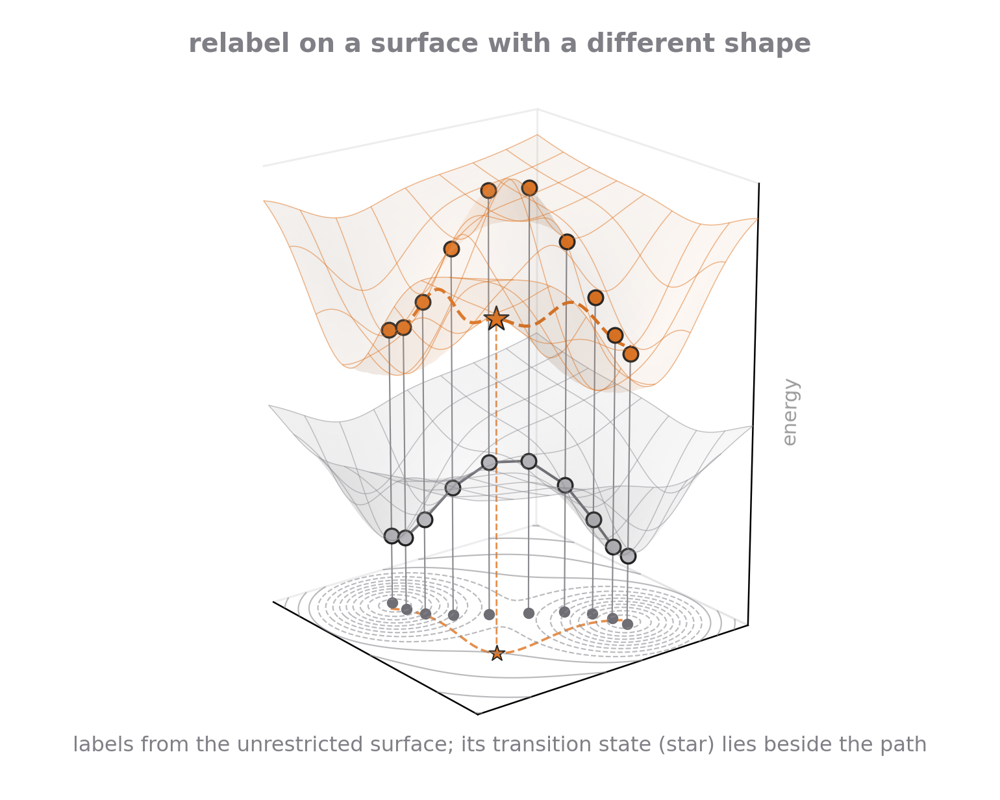 relabel on a surface with a different shape
energy
labels from the unrestricted surface; its transition state (star) lies beside the path